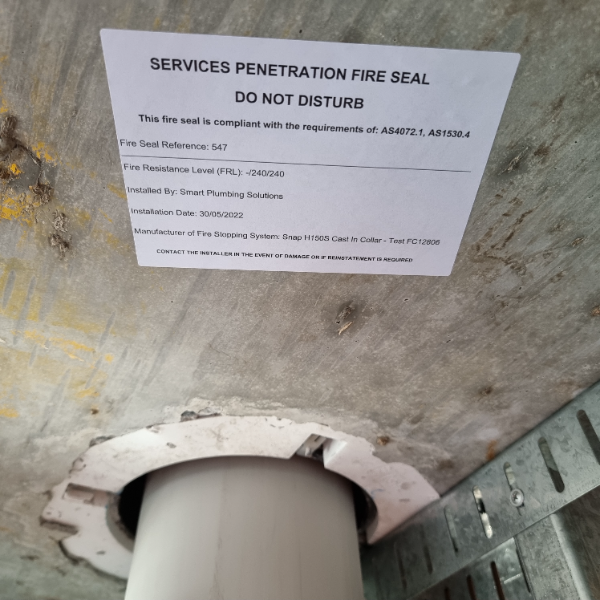 SERVICES PENETRATION FIRE SEAL
DO NOT DISTURB
This fire seal is compliant with the requirements of: AS4072.1, AS1530.4
Fire Seal Reference: 547
Fire Resistance Level (FRL): -/240/240
Installed By: Smart Plumbing Solutions
Installation Date: 30/05/2022
Manufacturer of Fire Stopping System: Snap H150S Cast In Collar - Test FC12806
CONTACT THE INSTALLER IN THE EVENT OF DAMAGE OR IF REINSTATEMENT IS REQUIRED